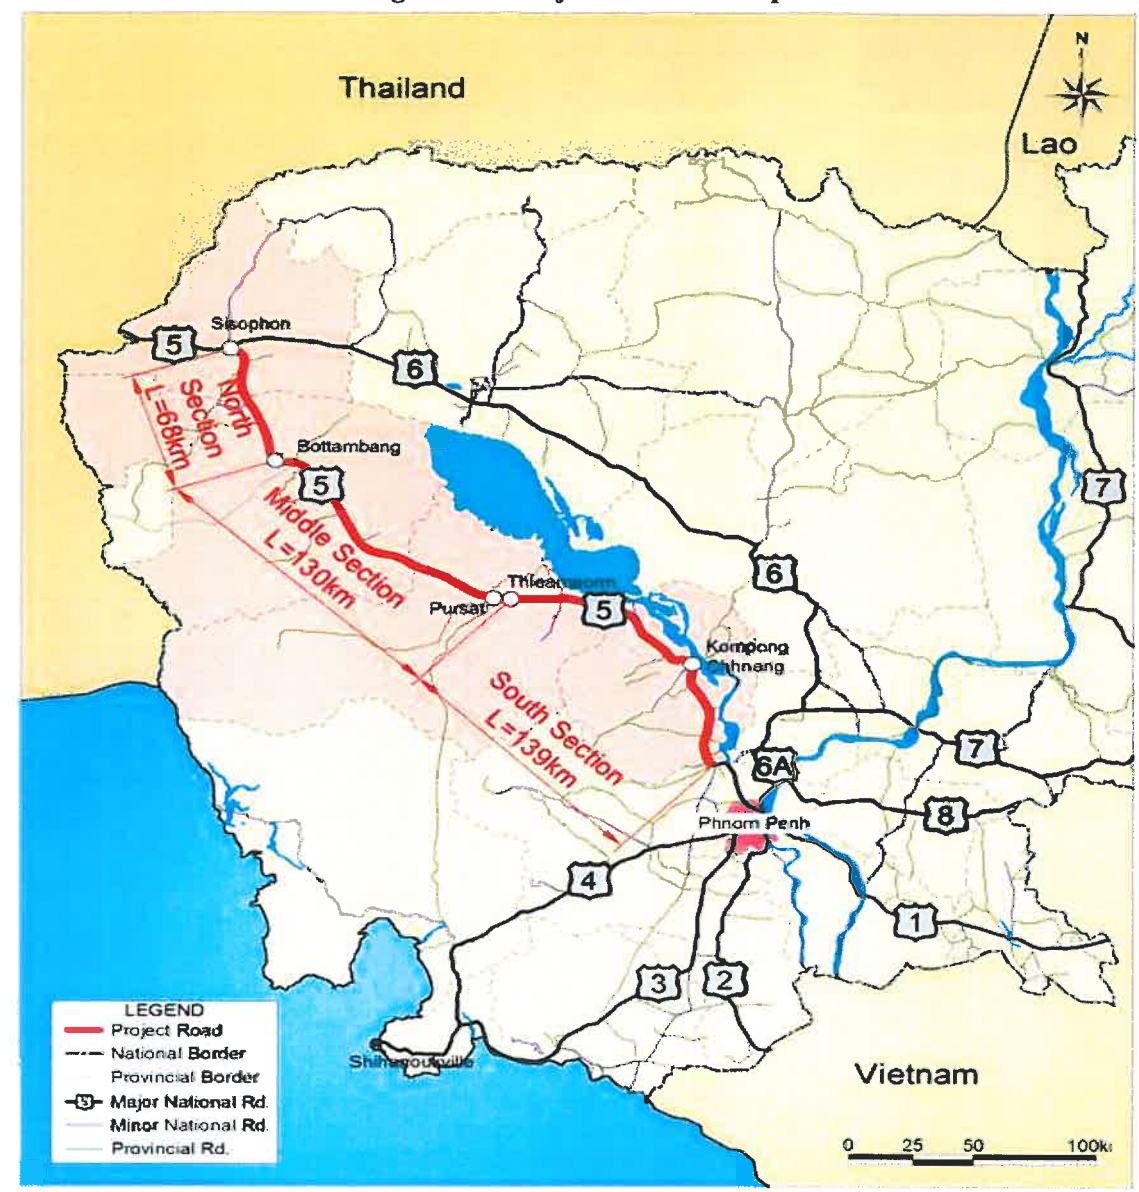 N
Thailand
Lao
Sisophon
5
6
North
Section
L=68km
Bottambang
5
7
Middle Section
L=130km
6
Pursat
5
Kompong
Chhnang
South Section
L=139km
7
6A
8
Phnom Penh
4
1
3
2
LEGEND
Project Road
National Border
Provincial Border
5 Major National Rd.
Minor National Rd.
Provincial Rd.
Vietnam
0 25 50